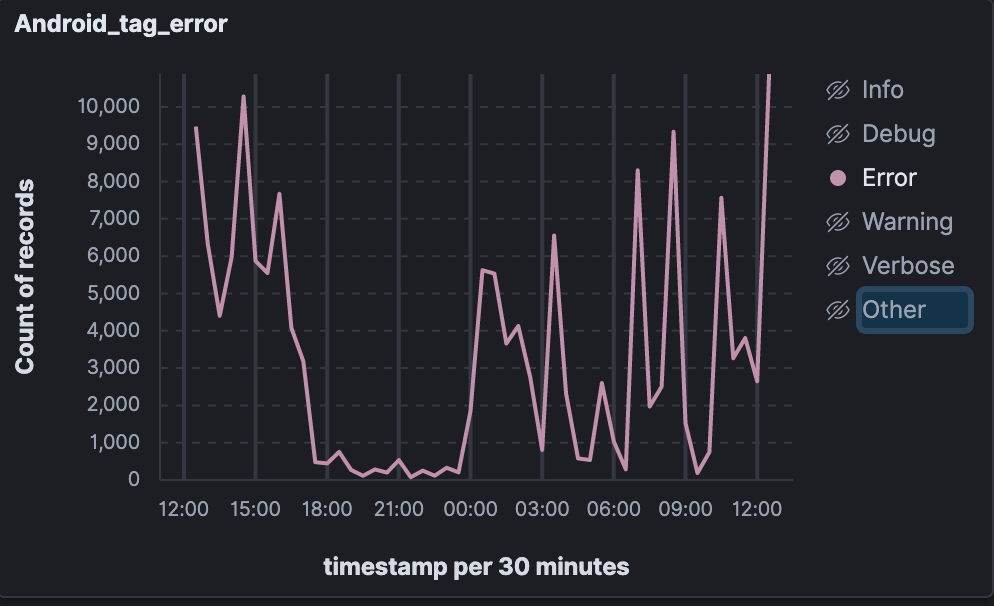 Android_tag_error
Count of records
10,000
9,000
8,000
7,000
6,000
5,000
4,000
3,000
2,000
1,000
0
12:00 15:00 18:00 21:00 00:00 03:00 06:00 09:00 12:00
timestamp per 30 minutes
Info
Debug
Error
Warning
Verbose
Other